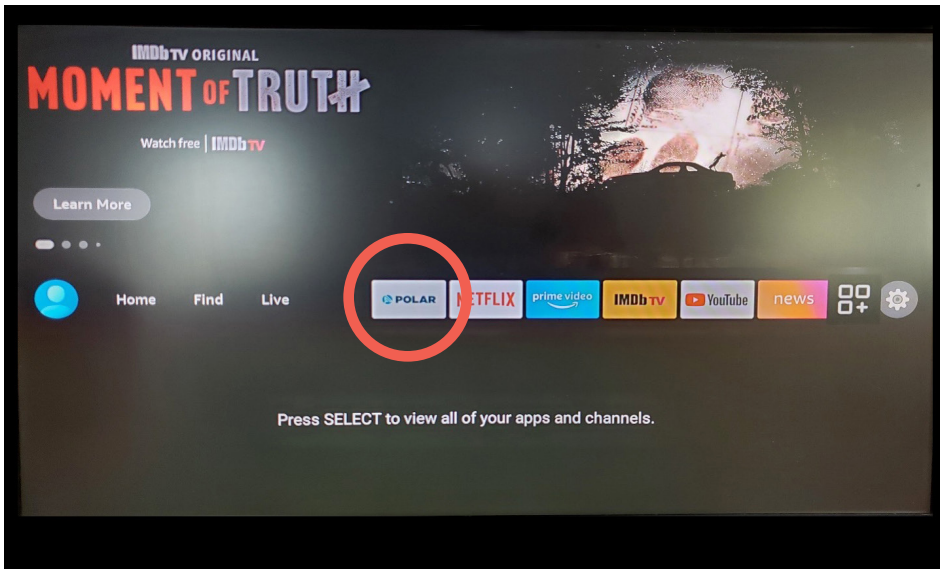 IMDb TV ORIGINAL
MOMENT OF TRUTH
Watch free | IMDb TV
Learn More
Home Find Live POLAR NETFLIX prime video IMDb TV YouTube news
Press SELECT to view all of your apps and channels.